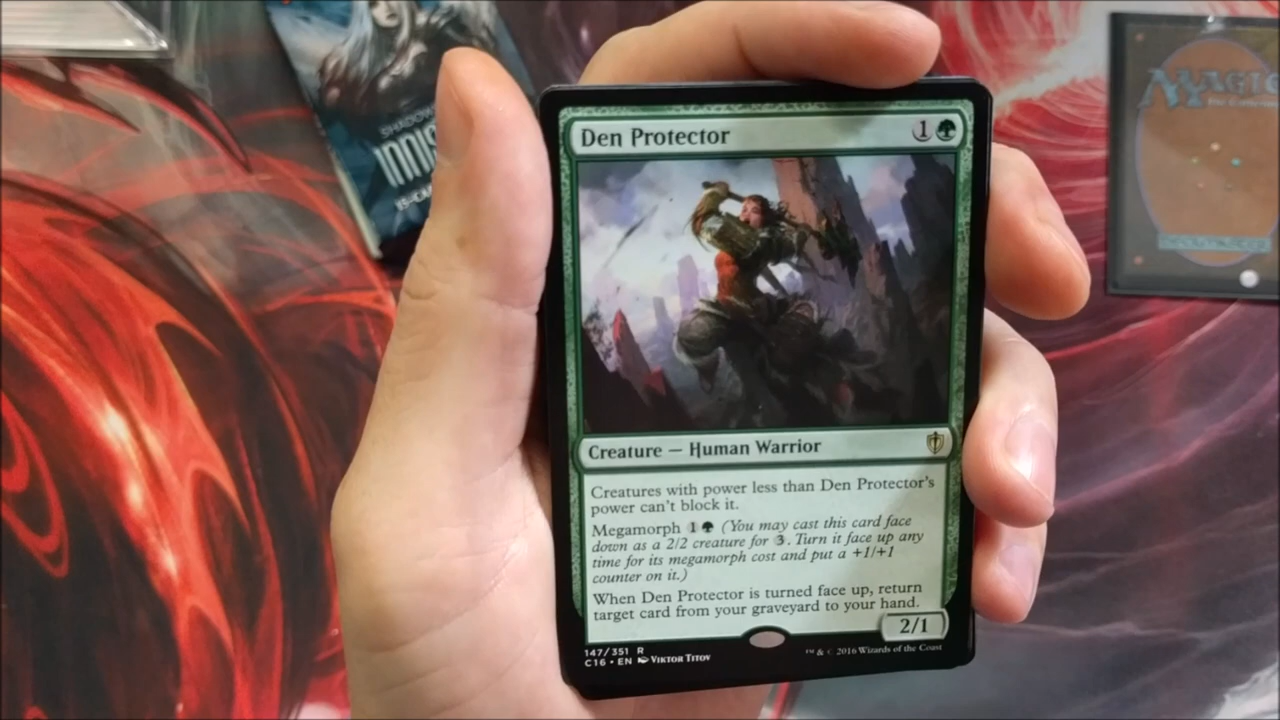 Den Protector 1
Creature — Human Warrior
Creatures with power less than Den Protector's
power can't block it.
Megamorph 1 (You may cast this card face
down as a 2/2 creature for 3. Turn it face up any
time for its megamorph cost and put a +1/+1
counter on it.)
When Den Protector is turned face up, return
target card from your graveyard to your hand.
2/1
147/351 R
C16 • EN Viktor Titov
™ & © 2016 Wizards of the Coast
SHADOW
INNIS
15-CA
MAGIC